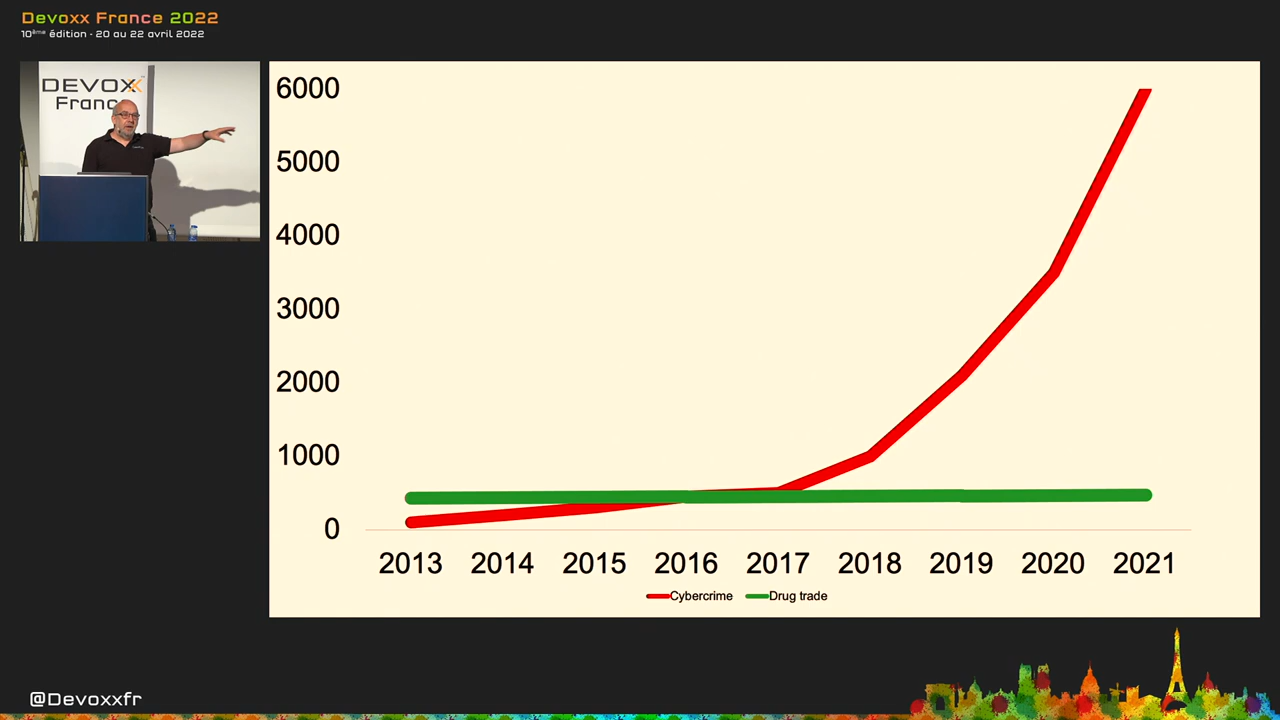 Devoxx France 2022
10ème édition - 20 au 22 avril 2022
DEVOXX
France
6000
5000
4000
3000
2000
1000
0
2013 2014 2015 2016 2017 2018 2019 2020 2021
Cybercrime Drug trade
@Devoxxfr